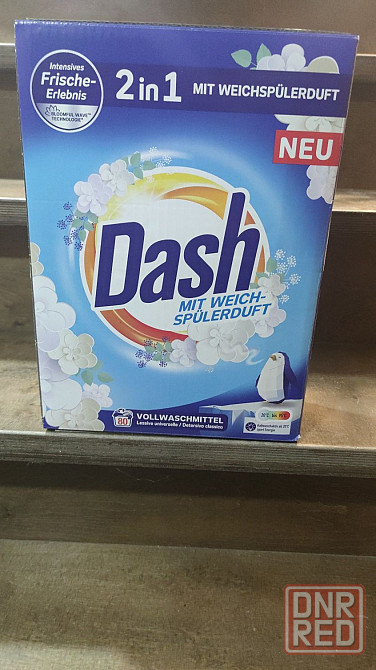 Intensives
Frische-
Erlebnis
BLOOMFUL WAVE™
TECHNOLOGIE*
2 in 1 MIT WEICHSPÜLERDUFT
NEU
Dash
MIT WEICH-
SPÜLERDUFT
80
VOLLWASCHMITTEL
Lessive universelle / Detersivo classico
DNR
RED